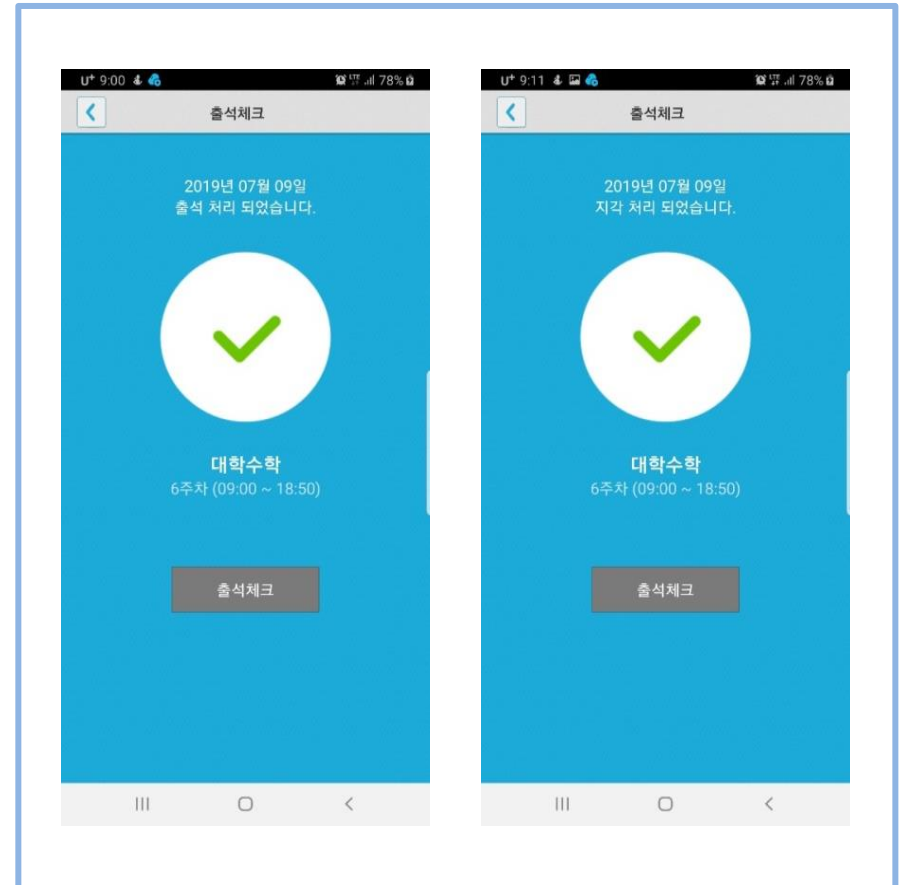 U+ 9:00 LTE 78%
출석체크
2019년 07월 09일
출석 처리 되었습니다.
대학수학
6주차 (09:00 ~ 18:50)
출석체크
U+ 9:11 LTE 78%
출석체크
2019년 07월 09일
지각 처리 되었습니다.
대학수학
6주차 (09:00 ~ 18:50)
출석체크